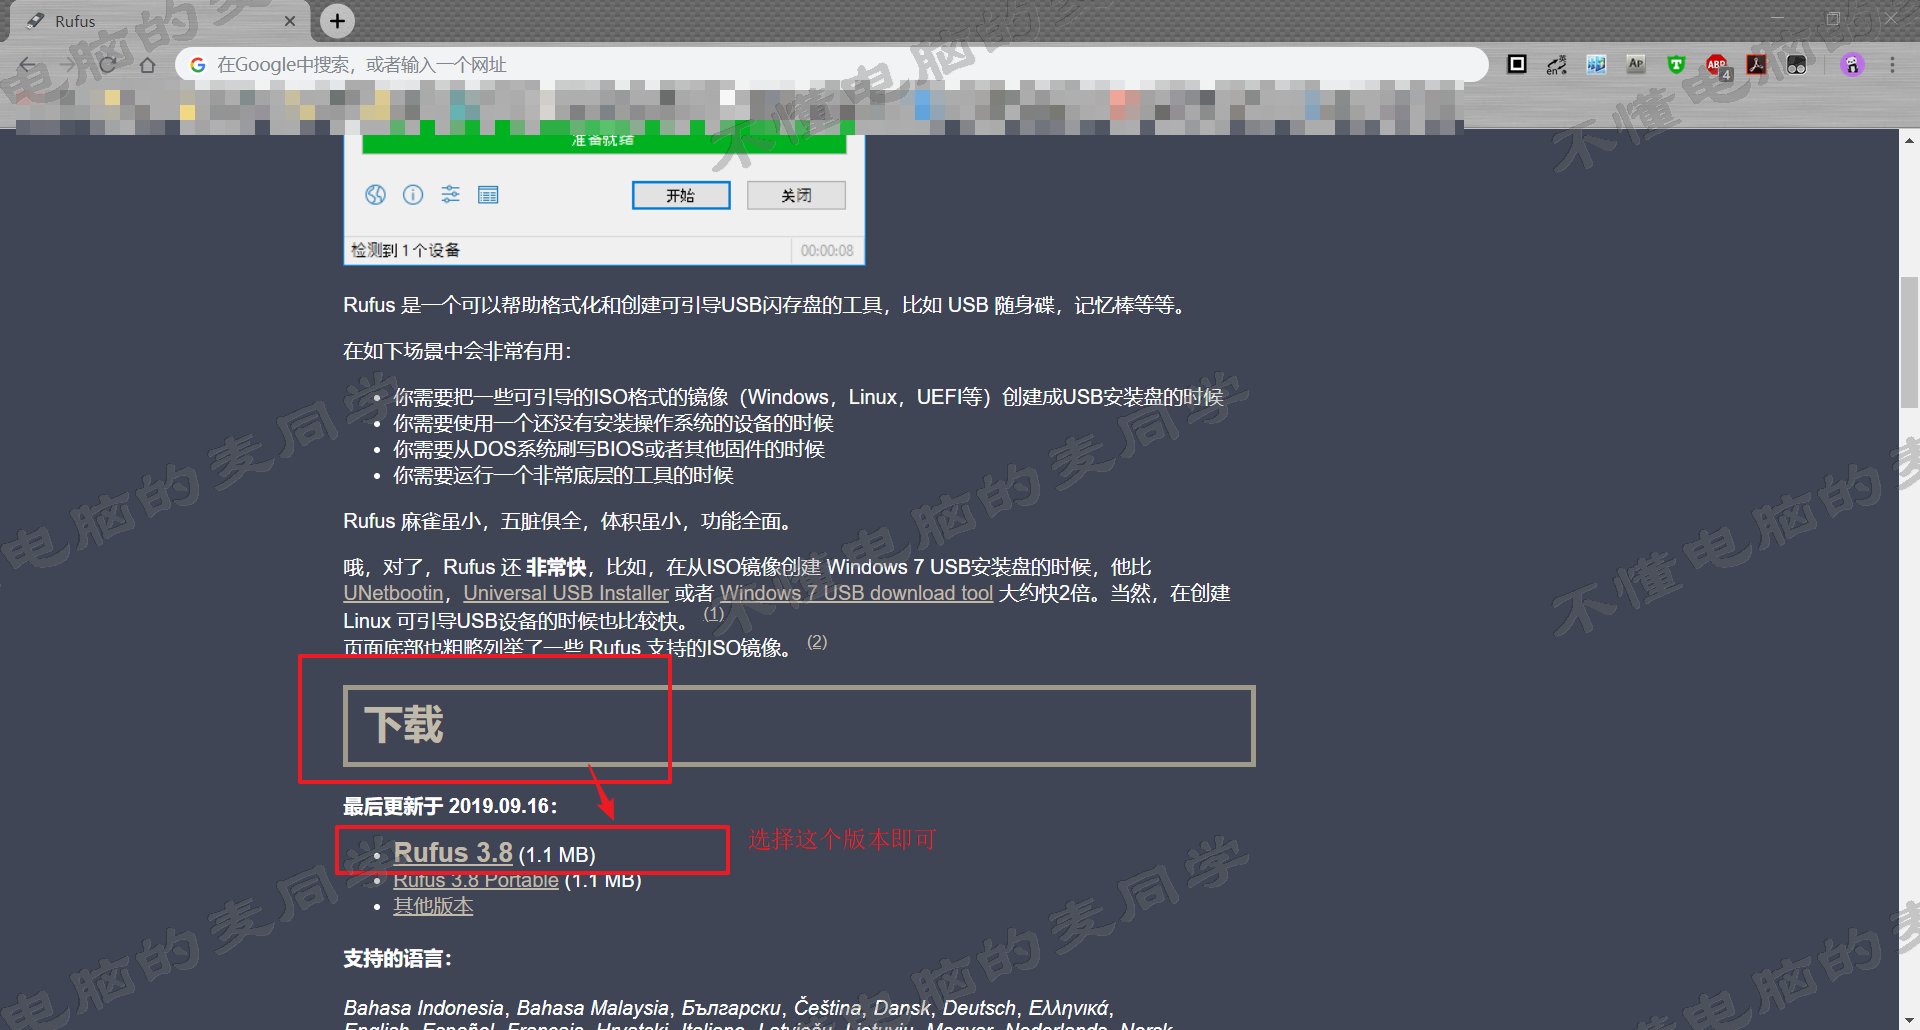 Rufus
在Google中搜索，或者输入一个网址
AP
ABP
4
准备就绪
开始
关闭
检测到 1 个设备
00:00:08
Rufus 是一个可以帮助格式化和创建可引导USB闪存盘的工具，比如 USB 随身碟，记忆棒等等。
在如下场景中会非常有用：
• 你需要把一些可引导的ISO格式的镜像（Windows，Linux，UEFI等）创建成USB安装盘的时候
• 你需要使用一个还没有安装操作系统的设备的时候
• 你需要从DOS系统刷写BIOS或者其他固件的时候
• 你需要运行一个非常底层的工具的时候
Rufus 麻雀虽小，五脏俱全，体积虽小，功能全面。
哦，对了，Rufus 还 非常快，比如，在从ISO镜像创建 Windows 7 USB安装盘的时候，他比
UNetbootin，Universal USB Installer 或者 Windows 7 USB download tool 大约快2倍。当然，在创建
Linux 可引导USB设备的时候也比较快。 (1)
页面底部也粗略列举了一些 Rufus 支持的ISO镜像。 (2)
下载
最后更新于 2019.09.16：
• Rufus 3.8 (1.1 MB)
选择这个版本即可
• Rufus 3.8 Portable (1.1 MB)
• 其他版本
支持的语言：
Bahasa Indonesia, Bahasa Malaysia, Български, Čeština, Dansk, Deutsch, Ελληνικά,
English, Español, Français, Hrvatski, Italiano, Latviešu, Lietuvių, Magyar, Nederlands, Norsk
不懂电脑的麦同学